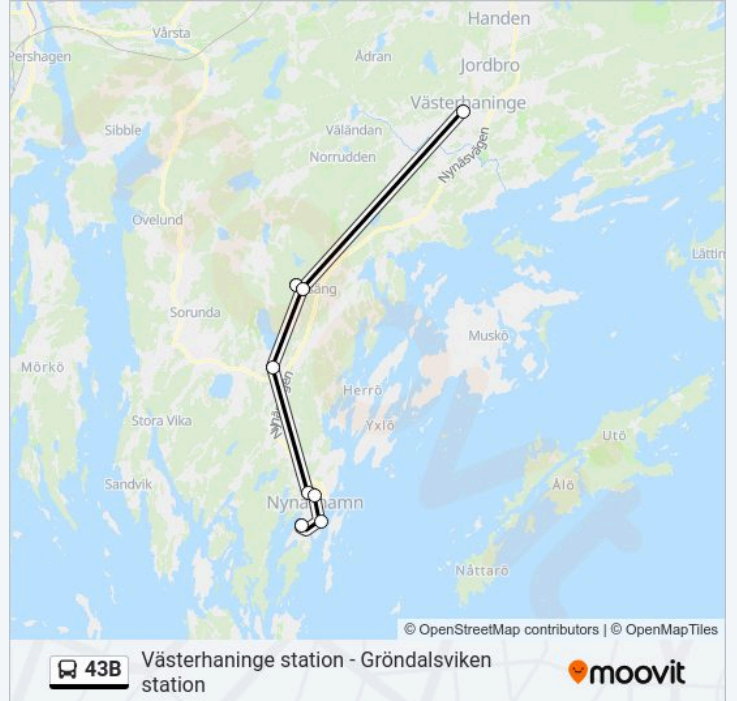 Handen
Vårsta
Pershagen
Ådran
Jordbro
Västerhaninge
Sibble
Väländan
Norrudden
Nynäsvägen
Ovelund
Sorunda
Muskö
Mörkö
Herrö
Yxlö
Stora Vika
Utö
Sandvik
Ålö
Nåttarö
© OpenStreetMap contributors | © OpenMapTiles
43B
Västerhaninge station - Gröndalsviken
station
moovit